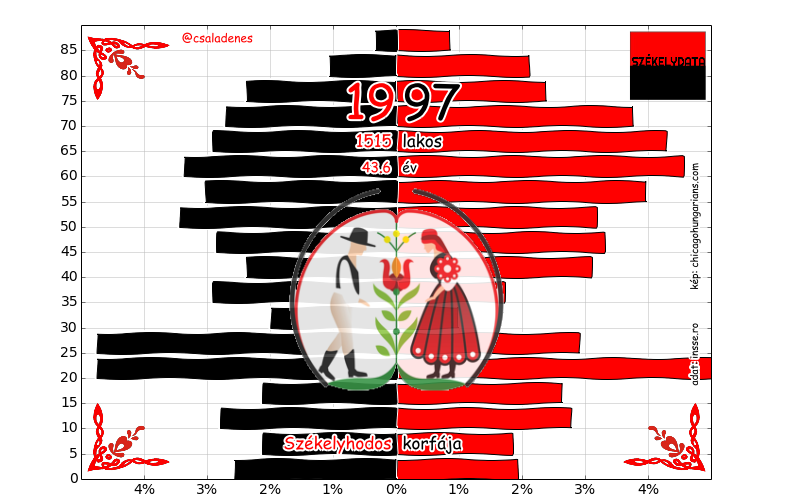 @csaladenes
SZÉKELYDATA
1997
1515 lakos
43.6 év
kép: chicagohungarians.com
adat: insse.ro
Székelyhodos korfája
85
80
75
70
65
60
55
50
45
40
35
30
25
20
15
10
5
0
4% 3% 2% 1% 0% 1% 2% 3% 4%